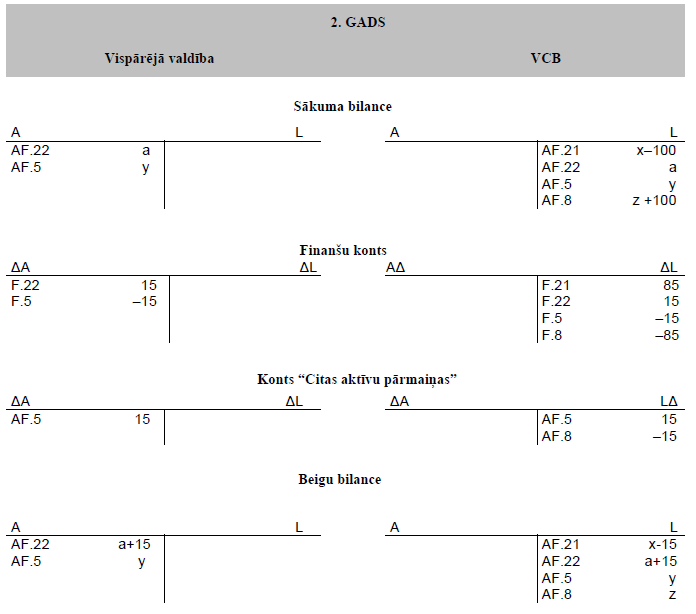 2. GADS
Vispārējā valdība VCB
Sākuma bilance
A L A L
AF.22 a AF.21 x–100
AF.5 y AF.22 a
AF.5 y
AF.8 z +100
Finanšu konts
ΔA ΔL AΔ ΔL
F.22 15 F.21 85
F.5 –15 F.22 15
F.5 –15
F.8 –85
Konts “Citas aktīvu pārmaiņas”
ΔA ΔL ΔA LΔ
AF.5 15 AF.5 15
AF.8 –15
Beigu bilance
A L A L
AF.22 a+15 AF.21 x-15
AF.5 y AF.22 a+15
AF.5 y
AF.8 z